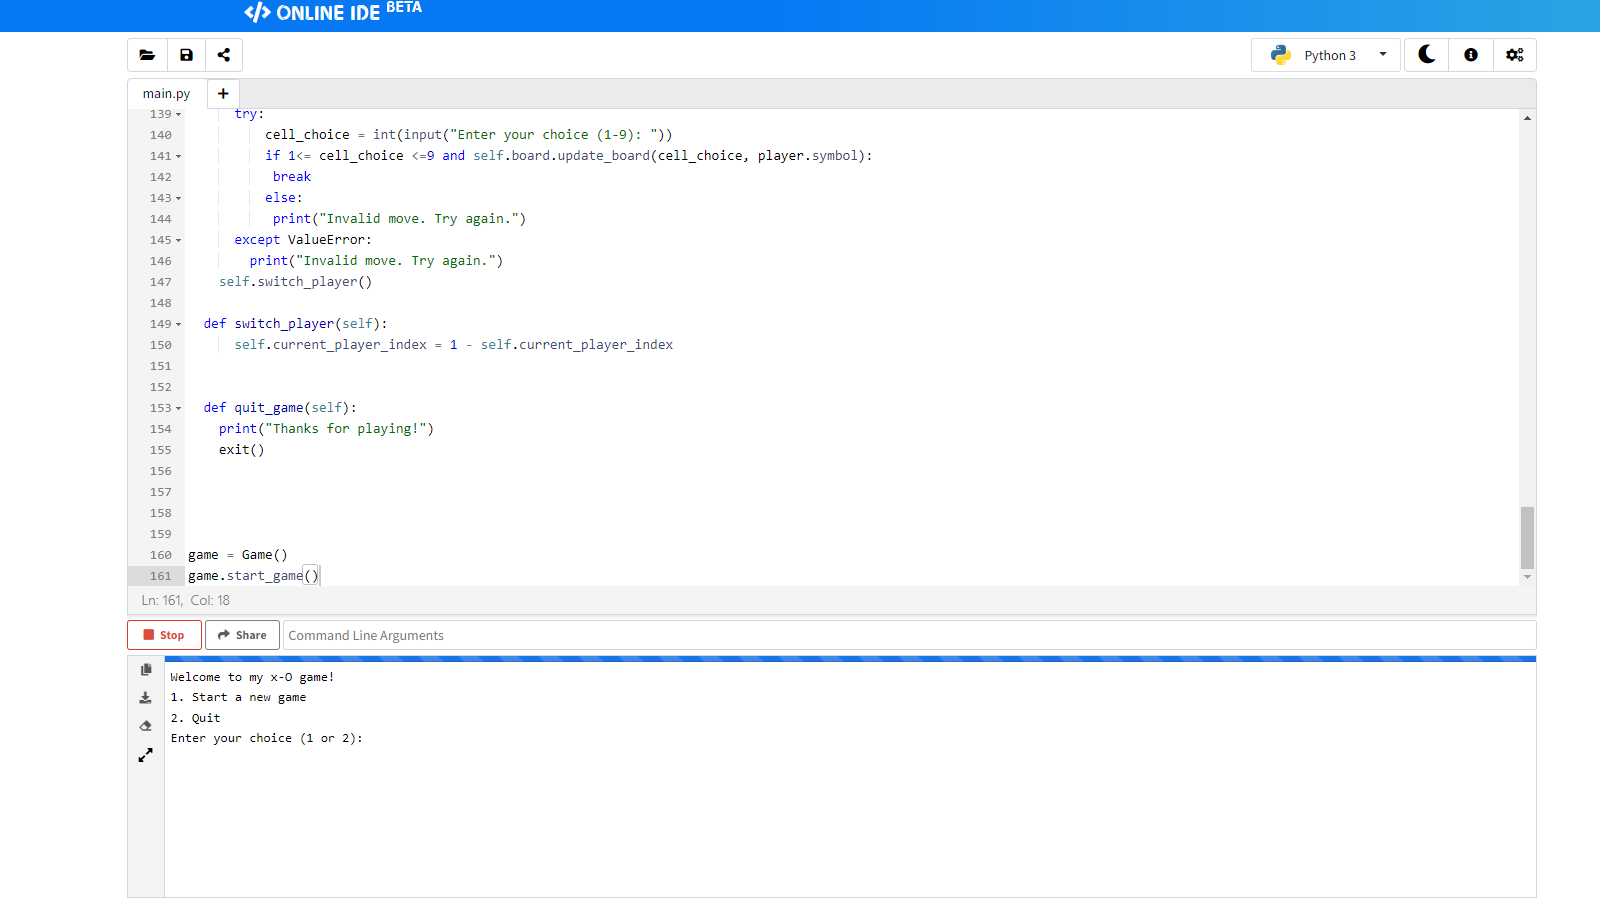 </> ONLINE IDE BETA
Python 3
main.py +
139 try:
140 cell_choice = int(input("Enter your choice (1-9): "))
141 if 1<= cell_choice <=9 and self.board.update_board(cell_choice, player.symbol):
142 break
143 else:
144 print("Invalid move. Try again.")
145 except ValueError:
146 print("Invalid move. Try again.")
147 self.switch_player()
148
149 def switch_player(self):
150 self.current_player_index = 1 - self.current_player_index
151
152
153 def quit_game(self):
154 print("Thanks for playing!")
155 exit()
156
157
158
159
160 game = Game()
161 game.start_game()
Ln: 161, Col: 18
Stop Share Command Line Arguments
Welcome to my x-O game!
1. Start a new game
2. Quit
Enter your choice (1 or 2):